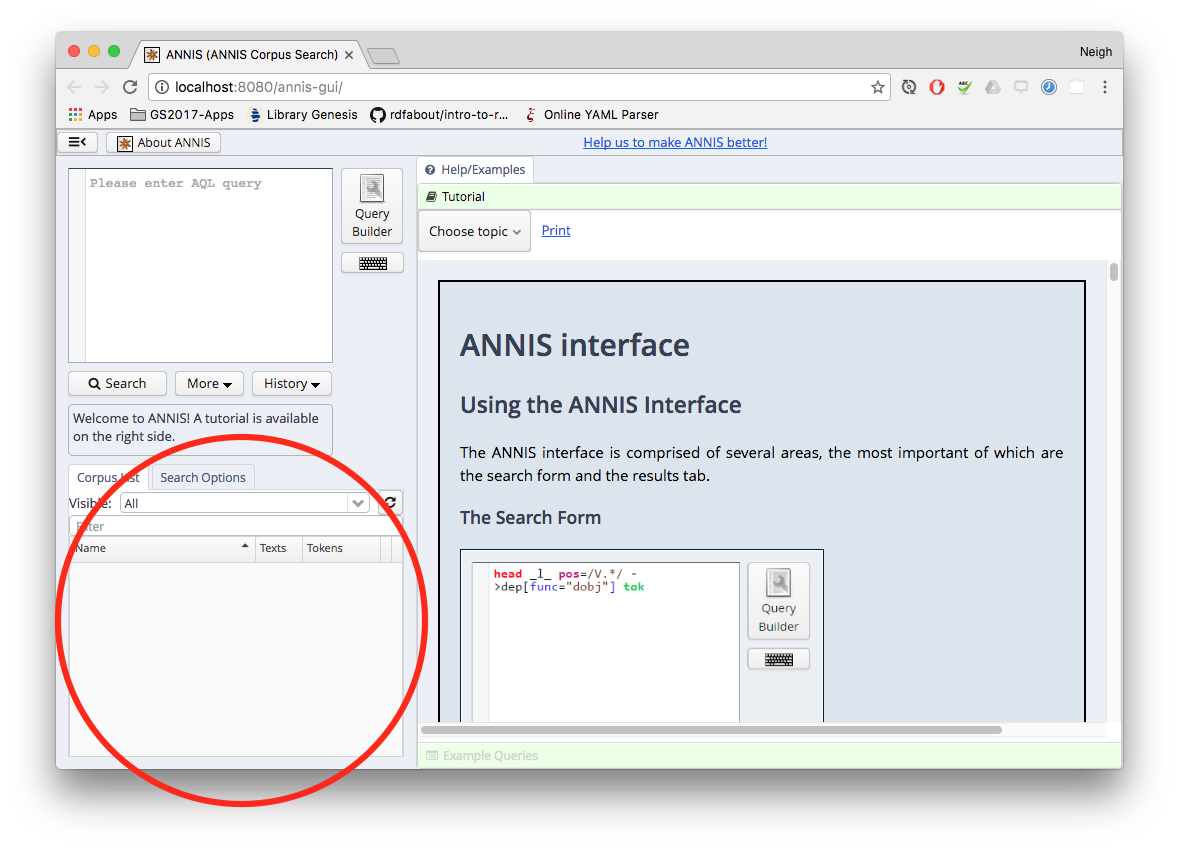 ANNIS (ANNIS Corpus Search)
Neigh
localhost:8080/annis-gui/
ABC
Apps GS2017-Apps Library Genesis rdfabout/intro-to-r... Online YAML Parser
About ANNIS
Help us to make ANNIS better!
Please enter AQL query
Query
Builder
Search More History
Welcome to ANNIS! A tutorial is available
on the right side.
Corpus List Search Options
Visible: All
Filter
Name Texts Tokens
Help/Examples
Tutorial
Choose topic Print
ANNIS interface
Using the ANNIS Interface
The ANNIS interface is comprised of several areas, the most important of which are
the search form and the results tab.
The Search Form
head _l_ pos=/V.*/ -
>dep[func="dobj"] tok
Query
Builder
Example Queries